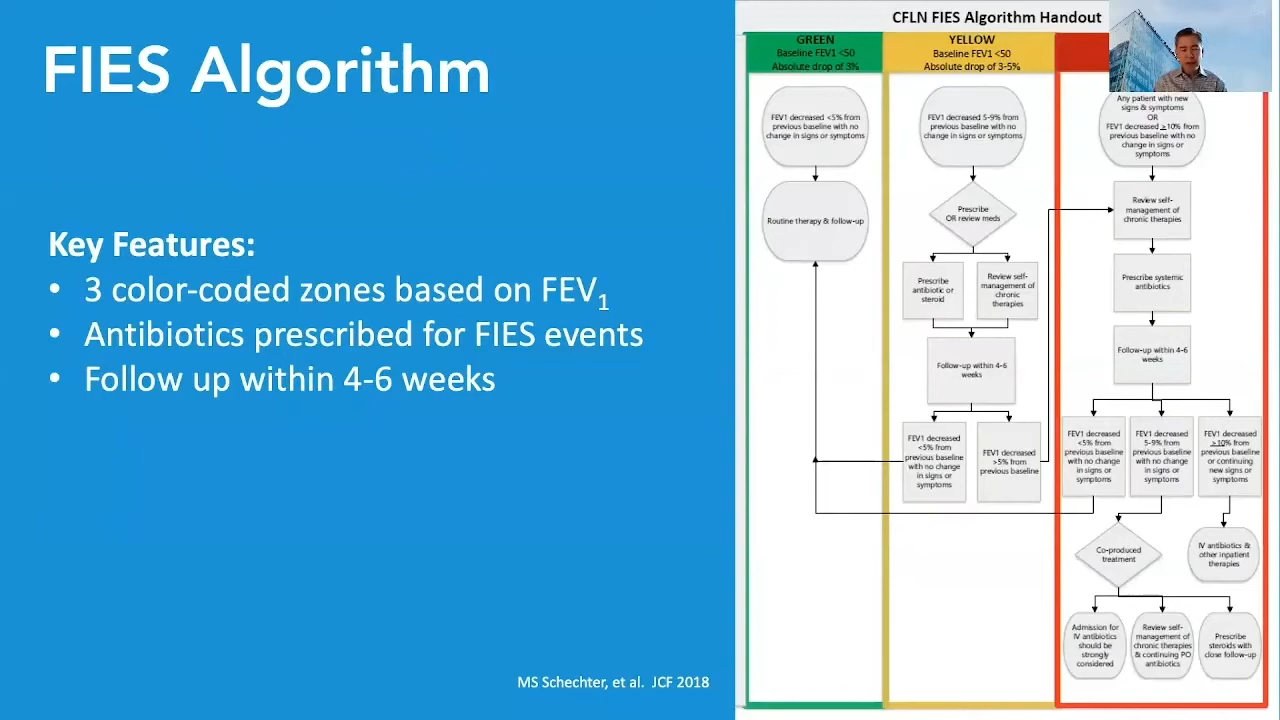 FIES Algorithm
Key Features:
• 3 color-coded zones based on FEV1
• Antibiotics prescribed for FIES events
• Follow up within 4-6 weeks
MS Schechter, et al.  JCF 2018
CFLN FIES Algorithm Handout
GREEN
Baseline FEV1 <50
Absolute drop of 3%
FEV1 decreased <5% from
previous baseline with no
change in signs or symptoms
Routine therapy & follow-up
YELLOW
Baseline FEV1 <50
Absolute drop of 3-5%
FEV1 decreased 5-9% from
previous baseline with no
change in signs or symptoms
Prescribe
OR review meds
Prescribe
antibiotic or
steroid
Review self-
management of
chronic
therapies
Follow-up within 4-6
weeks
FEV1 decreased
<5% from
previous baseline
with no change
in signs or
symptoms
FEV1 decreased
>5% from
previous baseline
Any patient with new
signs & symptoms
OR
FEV1 decreased ≥10% from
previous baseline with no
change in signs or
symptoms
Review self-
management of
chronic therapies
Prescribe systemic
antibiotics
Follow-up within 4-6
weeks
FEV1 decreased
<5% from
previous baseline
with no change
in signs or
symptoms
FEV1 decreased
5-9% from
previous baseline
with no change
in signs or
symptoms
FEV1 decreased
≥10% from
previous baseline
or continuing
new signs or
symptoms
Co-produced
treatment
IV antibiotics &
other inpatient
therapies
Admission for
IV antibiotics
should be
strongly
considered
Review self-
management of
chronic therapies
& continuing PO
antibiotics
Prescribe
steroids with
close follow-up